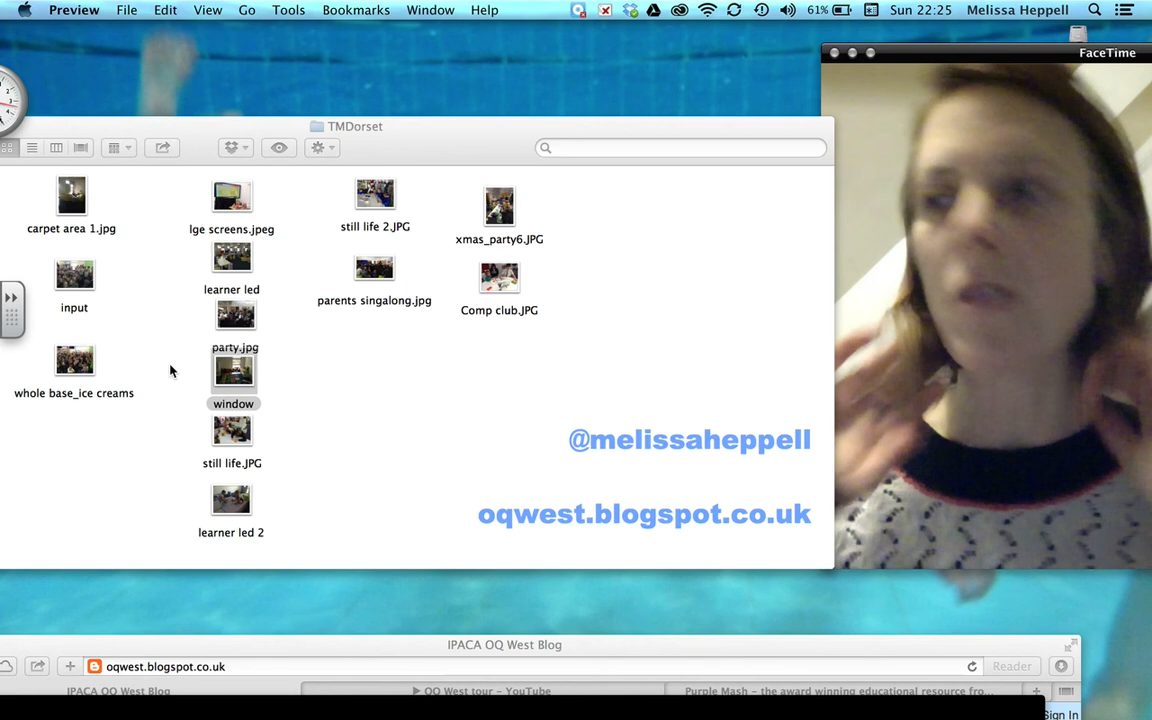 Preview File Edit View Go Tools Bookmarks Window Help 61% Sun 22:25 Melissa Heppell
FaceTime
TMDorset
carpet area 1.jpg
lge screens.jpeg
still life 2.JPG
xmas_party6.JPG
input
learner led
parents singalong.jpg
Comp club.JPG
party.jpg
whole base_ice creams
window
still life.JPG
learner led 2
@melissaheppell
oqwest.blogspot.co.uk
IPACA OQ West Blog
oqwest.blogspot.co.uk
Reader
IPACA OQ West Blog
OQ West tour – YouTube
Purple Mash – the award winning educational resource fro...
Sign In